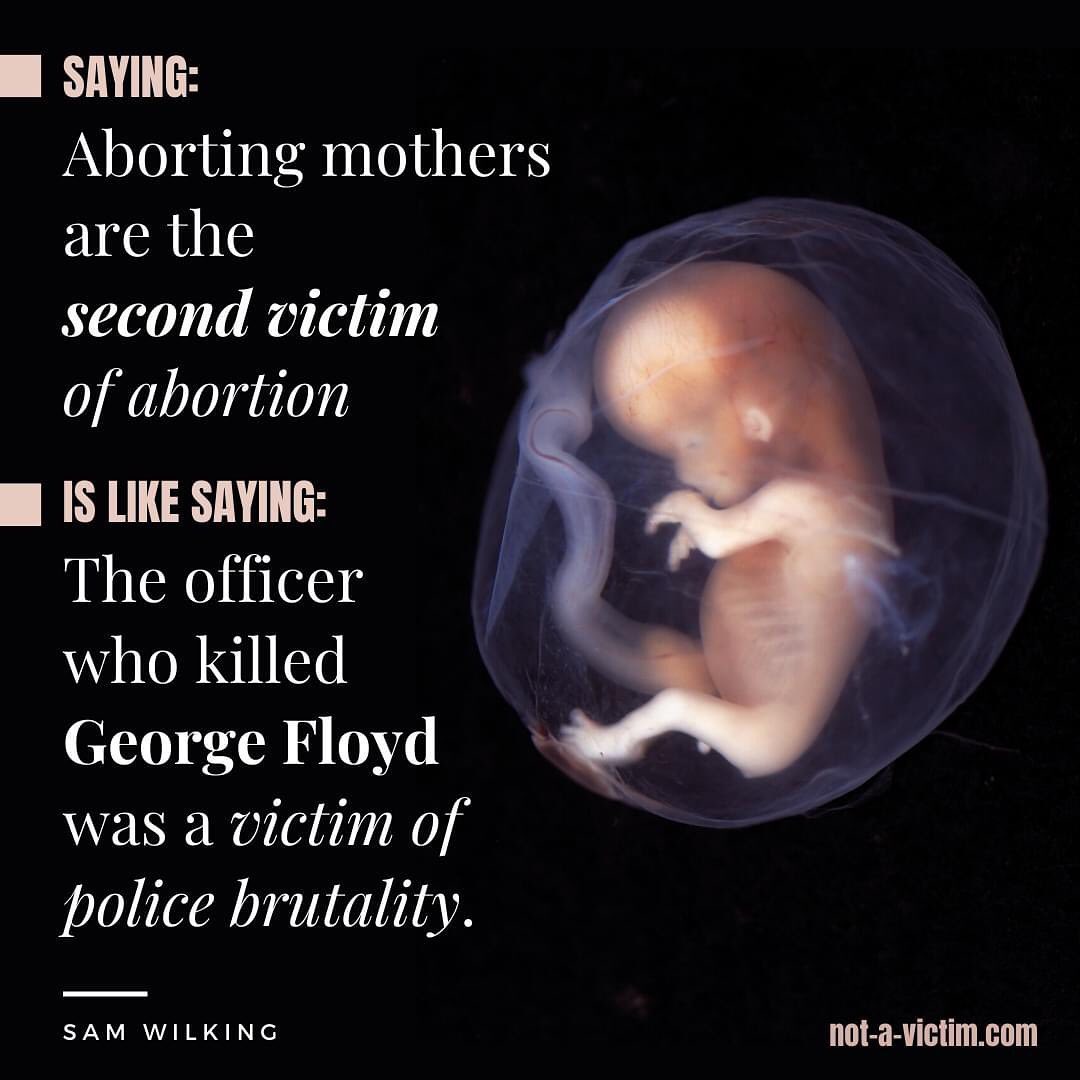 SAYING:
Aborting mothers
are the
second victim
of abortion
IS LIKE SAYING:
The officer
who killed
George Floyd
was a victim of
police brutality.
SAM WILKING
not-a-victim.com